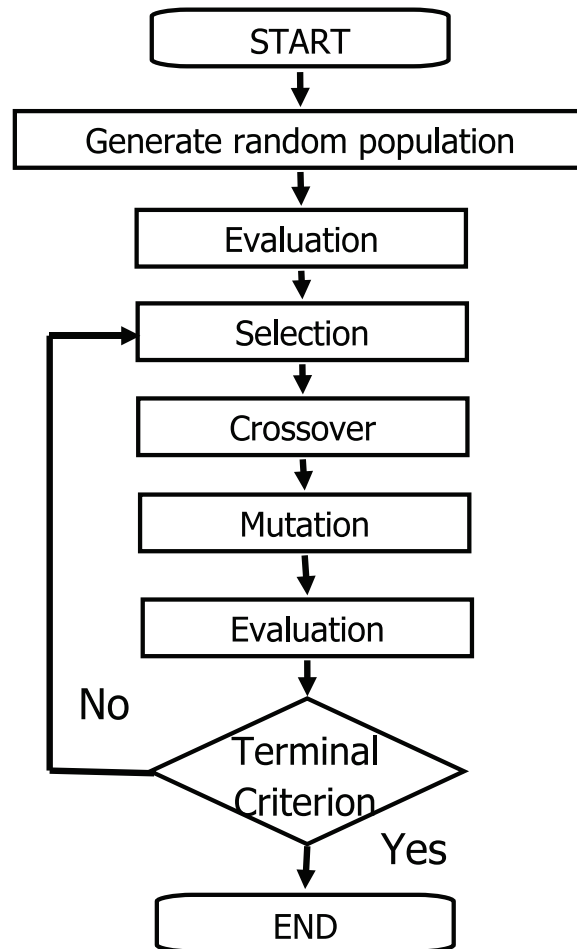 START
Generate random population
Evaluation
Selection
Crossover
Mutation
Evaluation
No
Terminal
Criterion
Yes
END